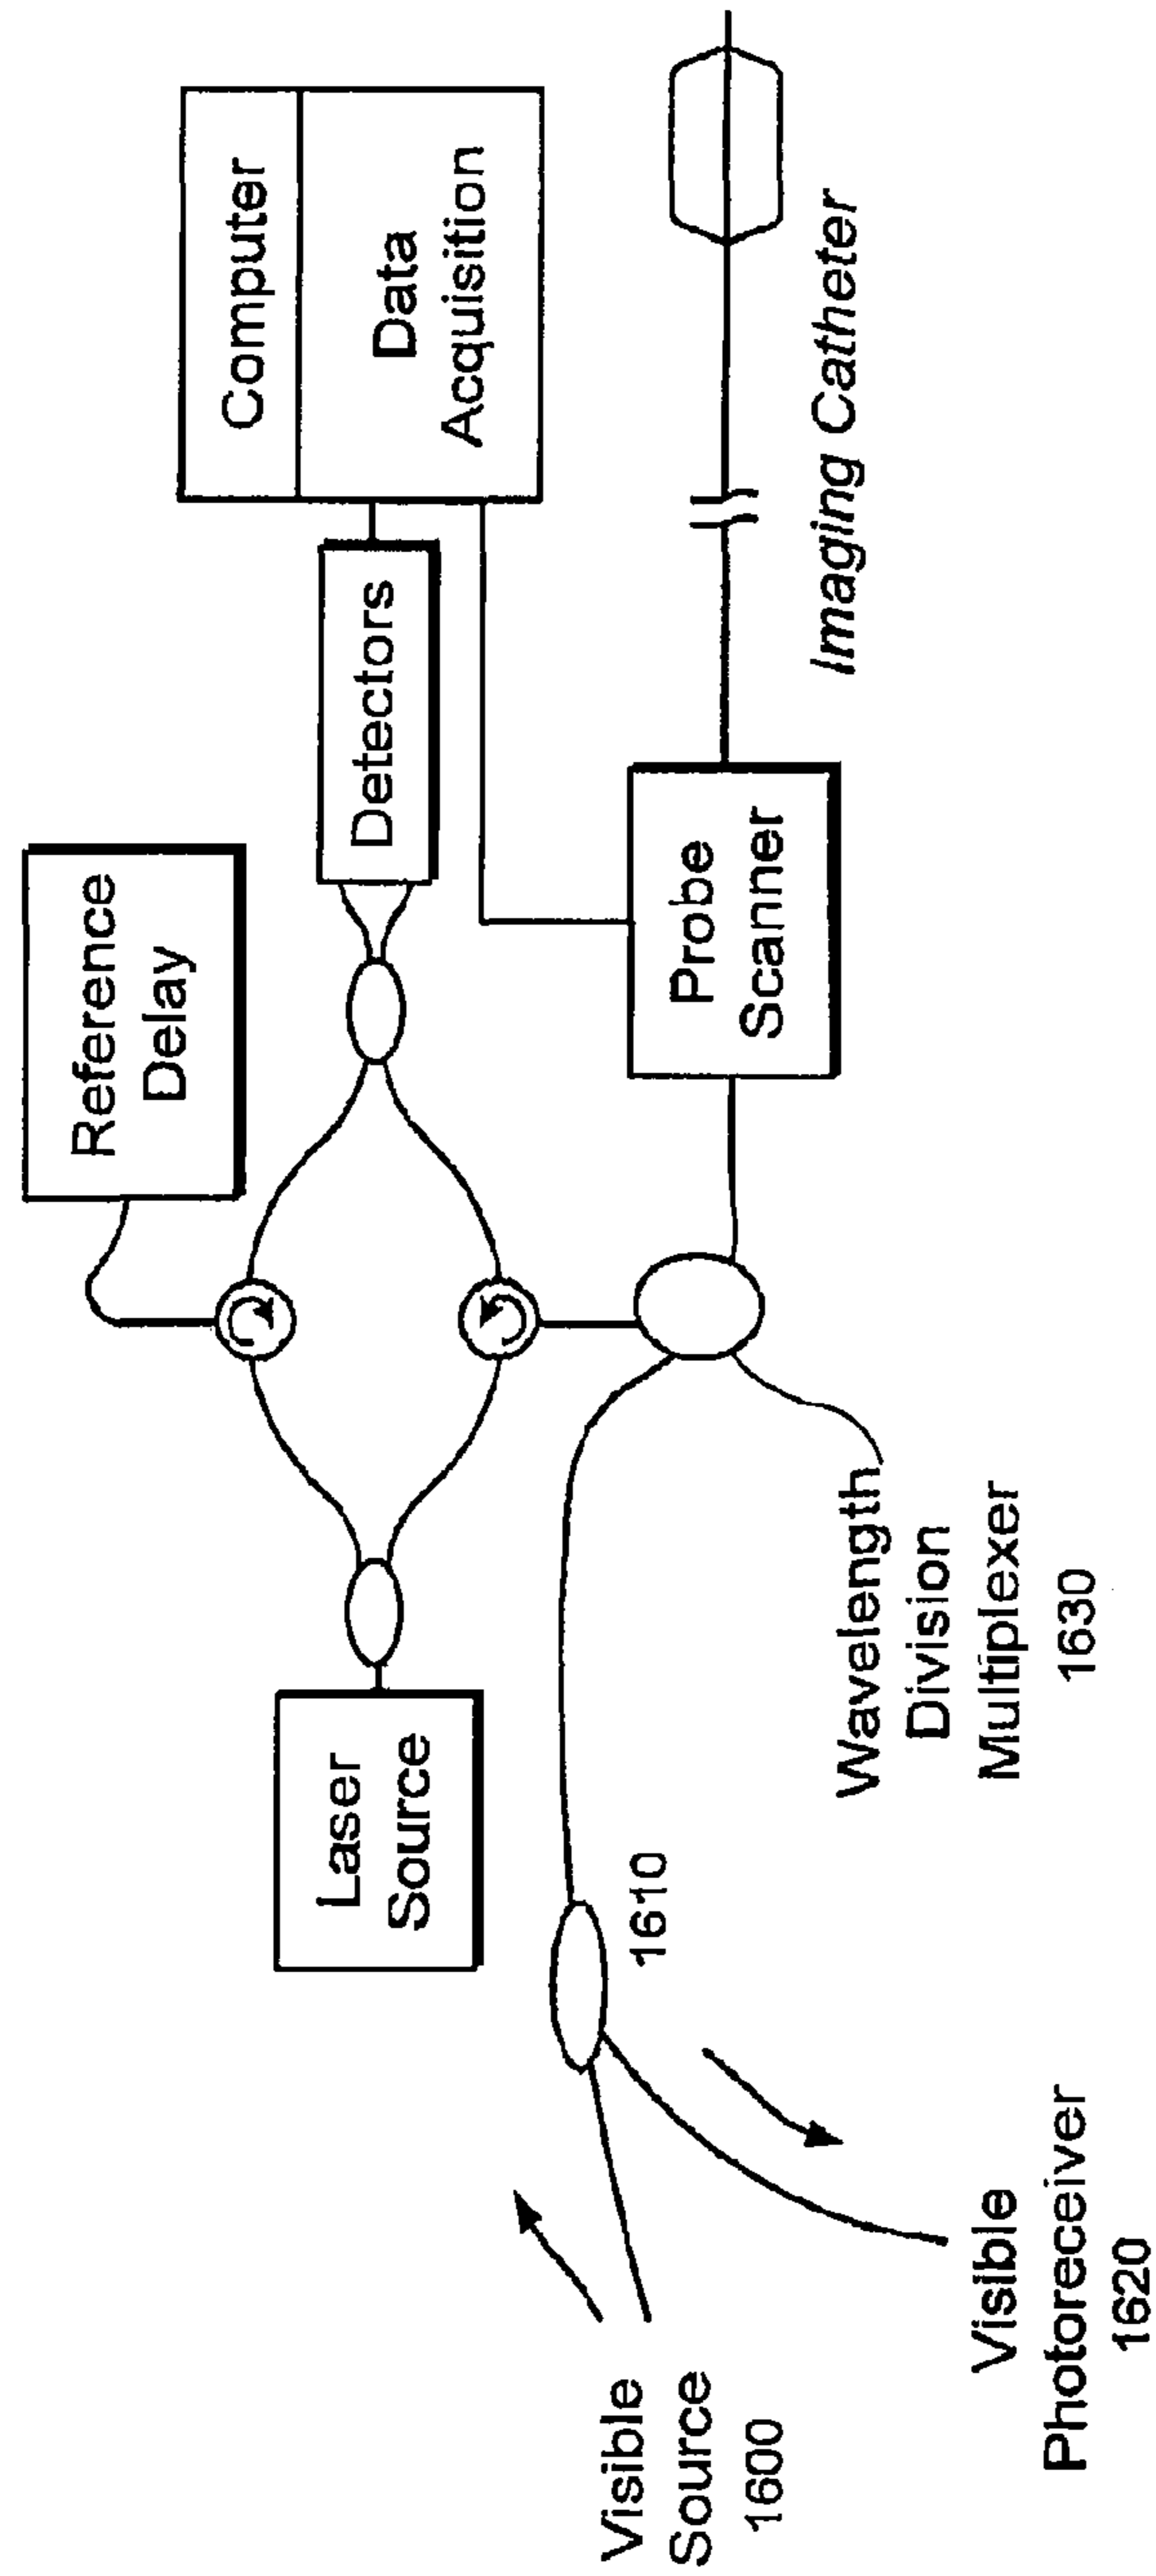 Reference
Delay
Computer
Data
Acquisition
Detectors
Laser
Source
Probe
Scanner
Imaging Catheter
1610
Wavelength
Division
Multiplexer
1630
Visible
Source
1600
Visible
Photoreceiver
1620